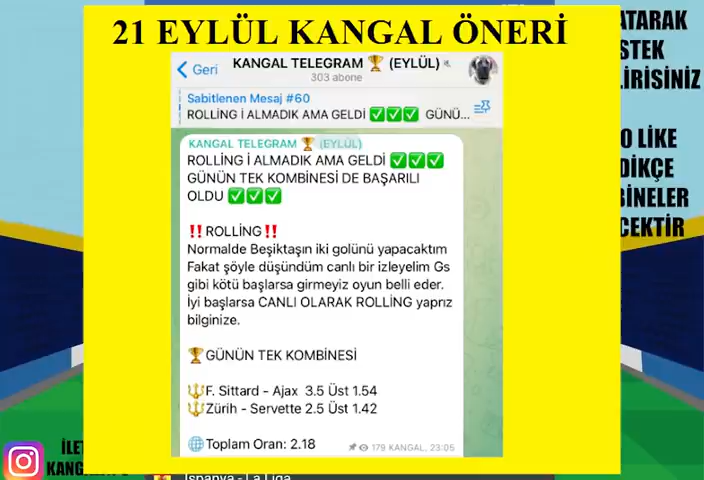 21 EYLÜL KANGAL ÖNERİ
Geri
KANGAL TELEGRAM 🏆 (EYLÜL)
303 abone
Sabitlenen Mesaj #60
ROLLİNG İ ALMADIK AMA GELDİ ✅✅✅ GÜNÜ...
KANGAL TELEGRAM 🏆 (EYLÜL)
ROLLİNG İ ALMADIK AMA GELDİ ✅✅✅
GÜNÜN TEK KOMBİNESİ DE BAŞARILI
OLDU ✅✅✅
‼️ROLLİNG‼️
Normalde Beşiktaşın iki golünü yapacaktım
Fakat şöyle düşündüm canlı bir izleyelim Gs
gibi kötü başlarsa girmeyiz oyun belli eder.
İyi başlarsa CANLI OLARAK ROLLİNG yaprız
bilginize.
🏆GÜNÜN TEK KOMBİNESİ
🔱F. Sittard - Ajax 3.5 Üst 1.54
🔱Zürih - Servette 2.5 Üst 1.42
🌐Toplam Oran: 2.18
179 KANGAL, 23:05
ATARAK
STEK
LİRİSİNİZ
O LİKE
DİKÇE
BİNELER
CEKTİR
İLET
İspanya - La Liga